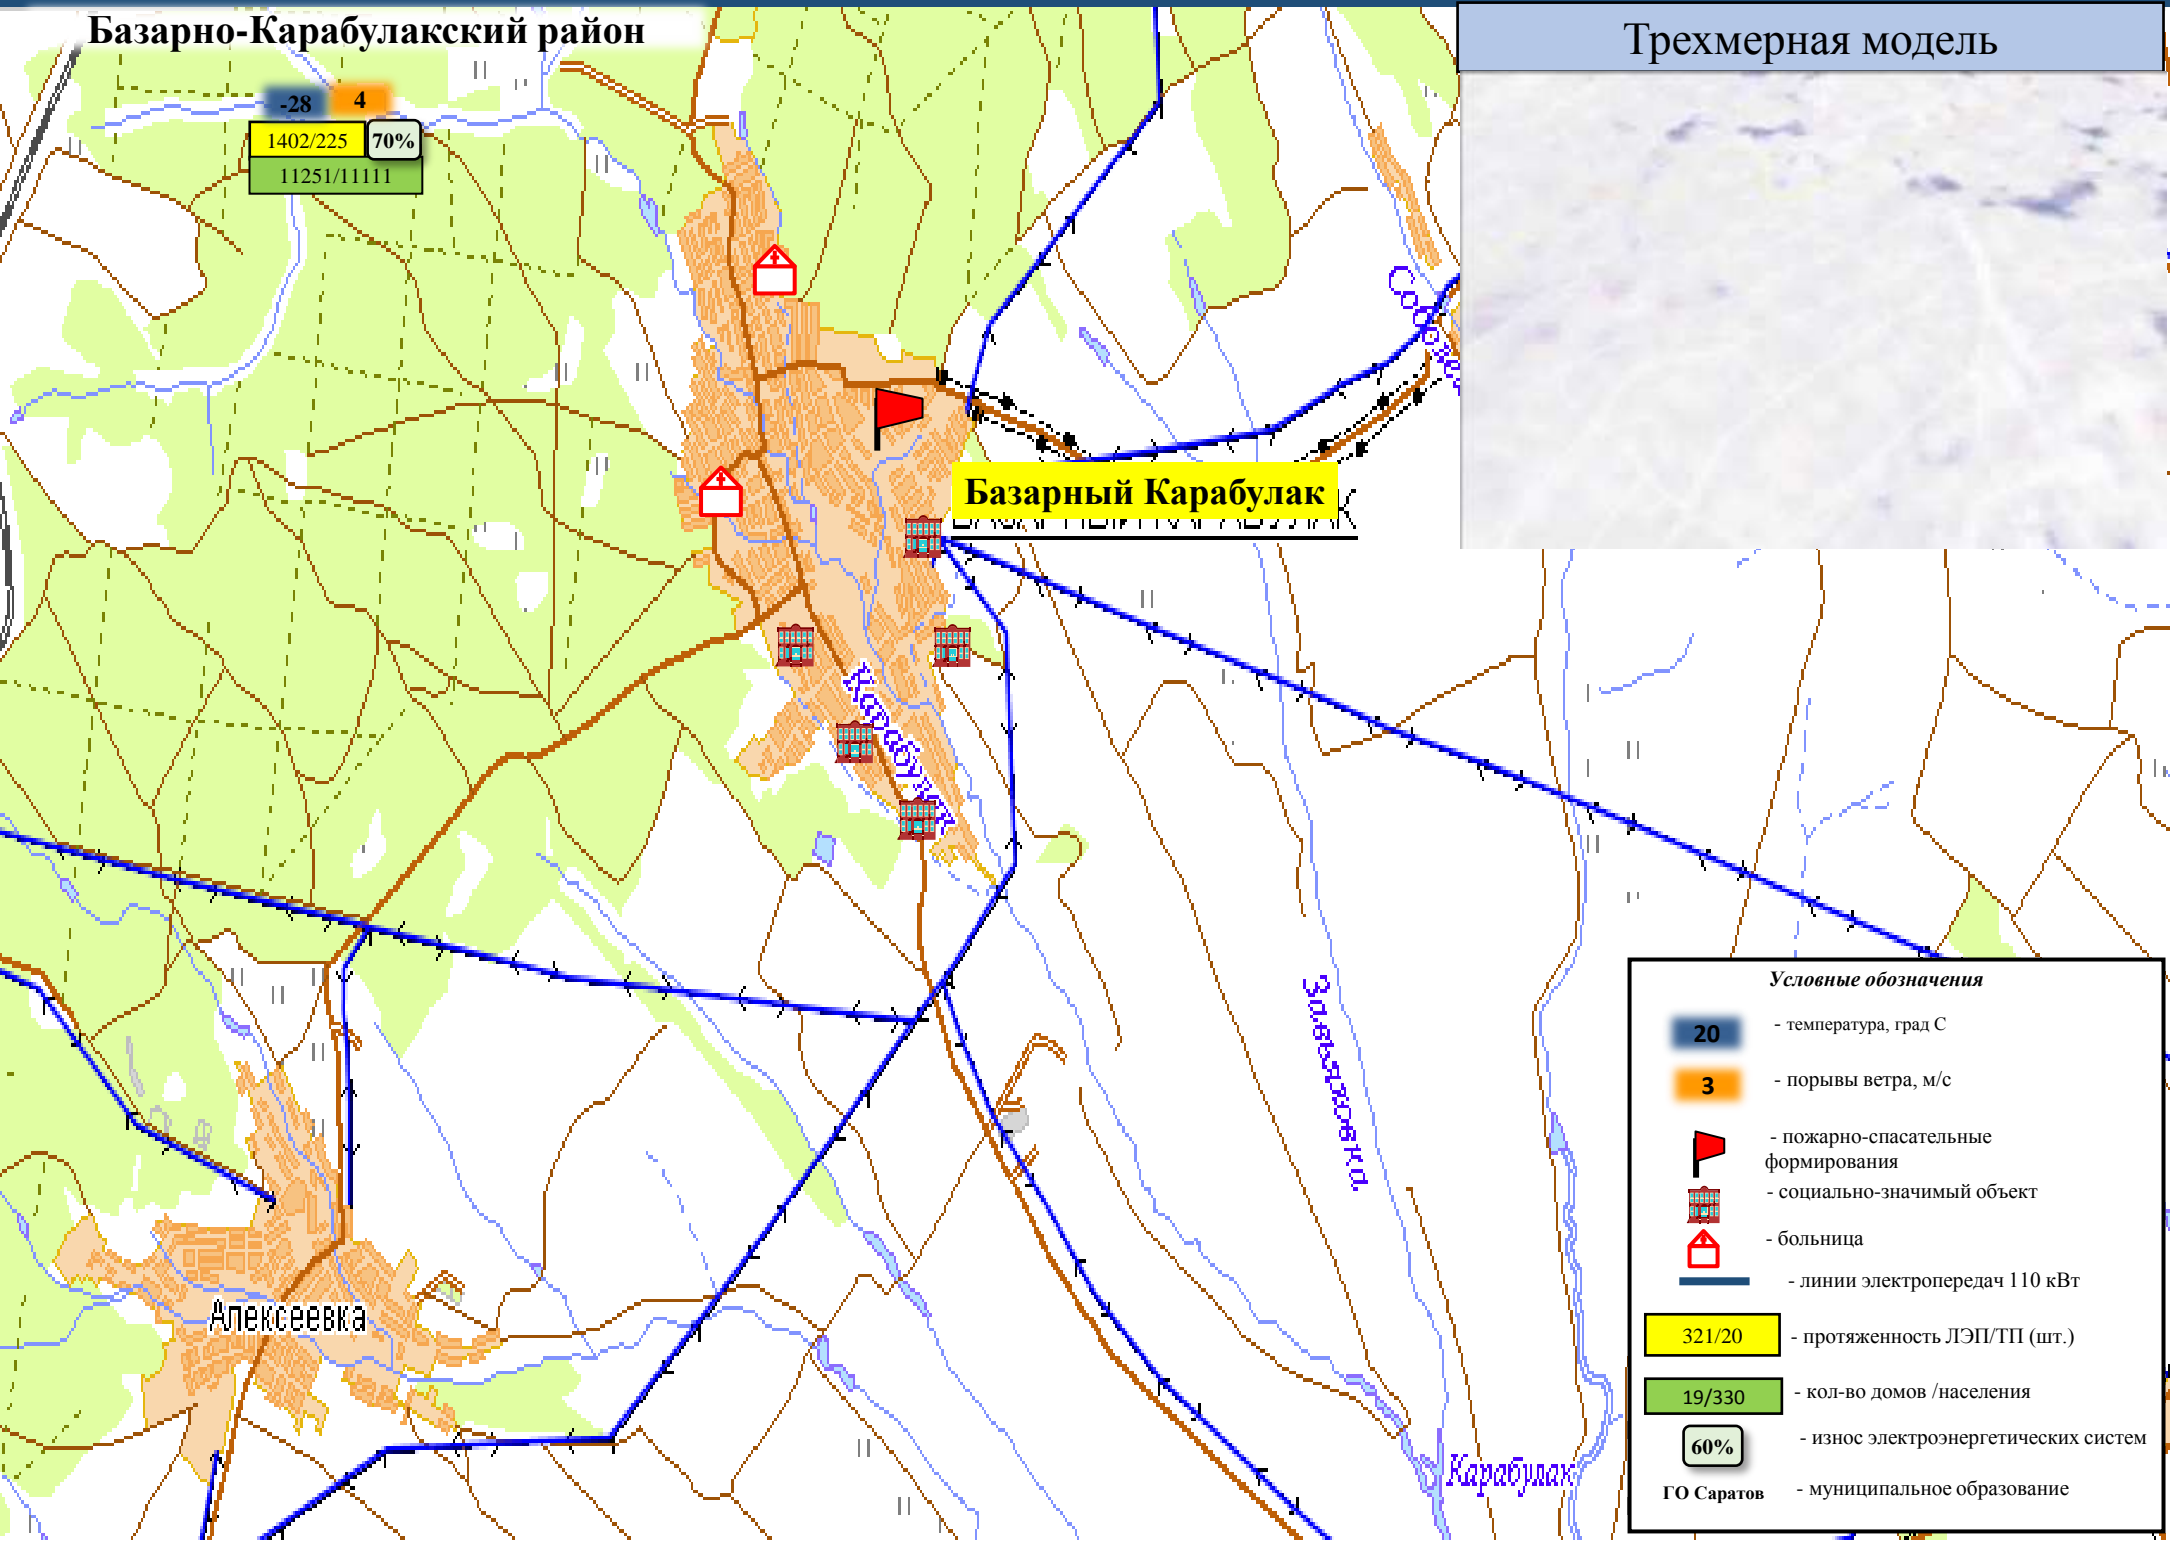 Базарно-Карабулакский район
Трехмерная модель
-28
4
1402/225
70%
11251/11111
Базарный Карабулак
Карабулак
Завьяловка
Алексеевка
Карабулак
Условные обозначения
20
- температура, град С
3
- порывы ветра, м/с
- пожарно-спасательные
формирования
- социально-значимый объект
- больница
- линии электропередач 110 кВт
321/20
- протяженность ЛЭП/ТП (шт.)
19/330
- кол-во домов /населения
60%
- износ электроэнергетических систем
ГО Саратов
- муниципальное образование